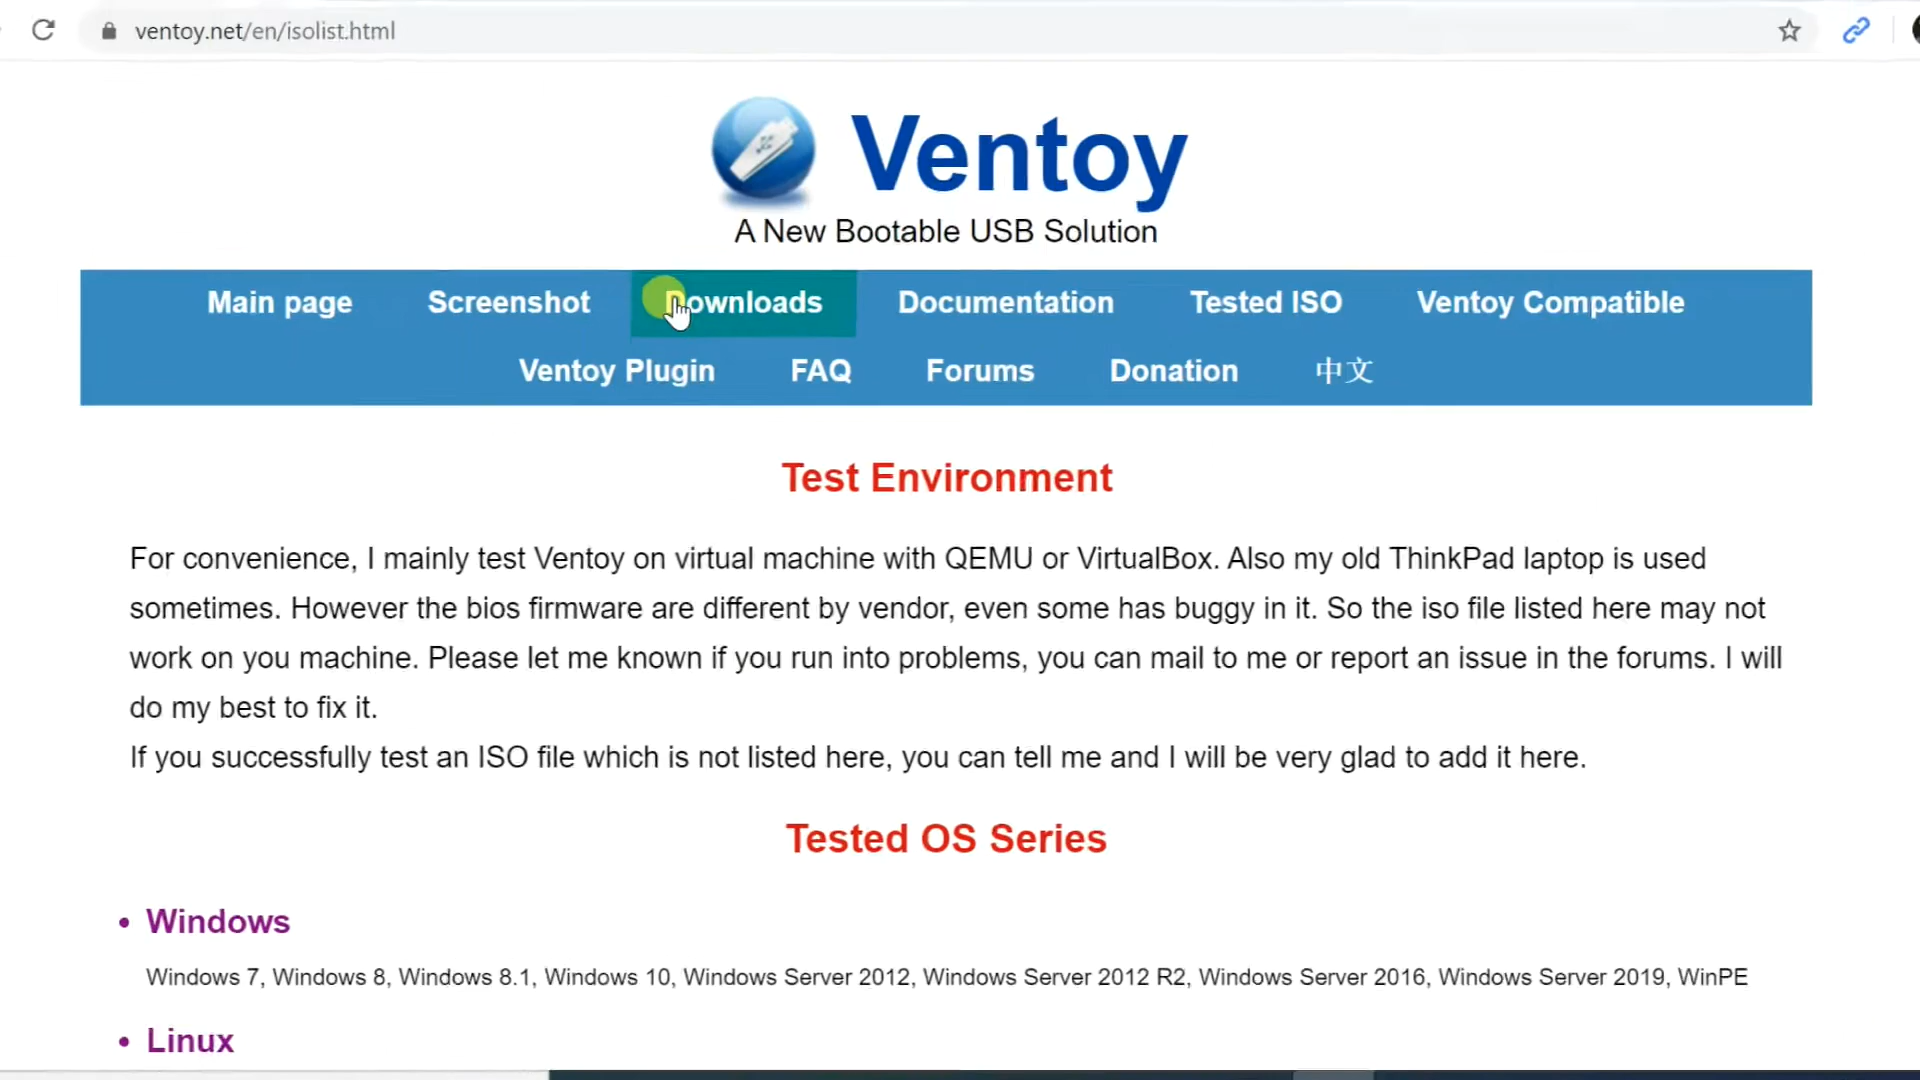 ventoy.net/en/isolist.html
Ventoy
A New Bootable USB Solution
Main page Screenshot Downloads Documentation Tested ISO Ventoy Compatible
Ventoy Plugin FAQ Forums Donation 中文
Test Environment
For convenience, I mainly test Ventoy on virtual machine with QEMU or VirtualBox. Also my old ThinkPad laptop is used
sometimes. However the bios firmware are different by vendor, even some has buggy in it. So the iso file listed here may not
work on you machine. Please let me known if you run into problems, you can mail to me or report an issue in the forums. I will
do my best to fix it.
If you successfully test an ISO file which is not listed here, you can tell me and I will be very glad to add it here.
Tested OS Series
• Windows
Windows 7, Windows 8, Windows 8.1, Windows 10, Windows Server 2012, Windows Server 2012 R2, Windows Server 2016, Windows Server 2019, WinPE
• Linux